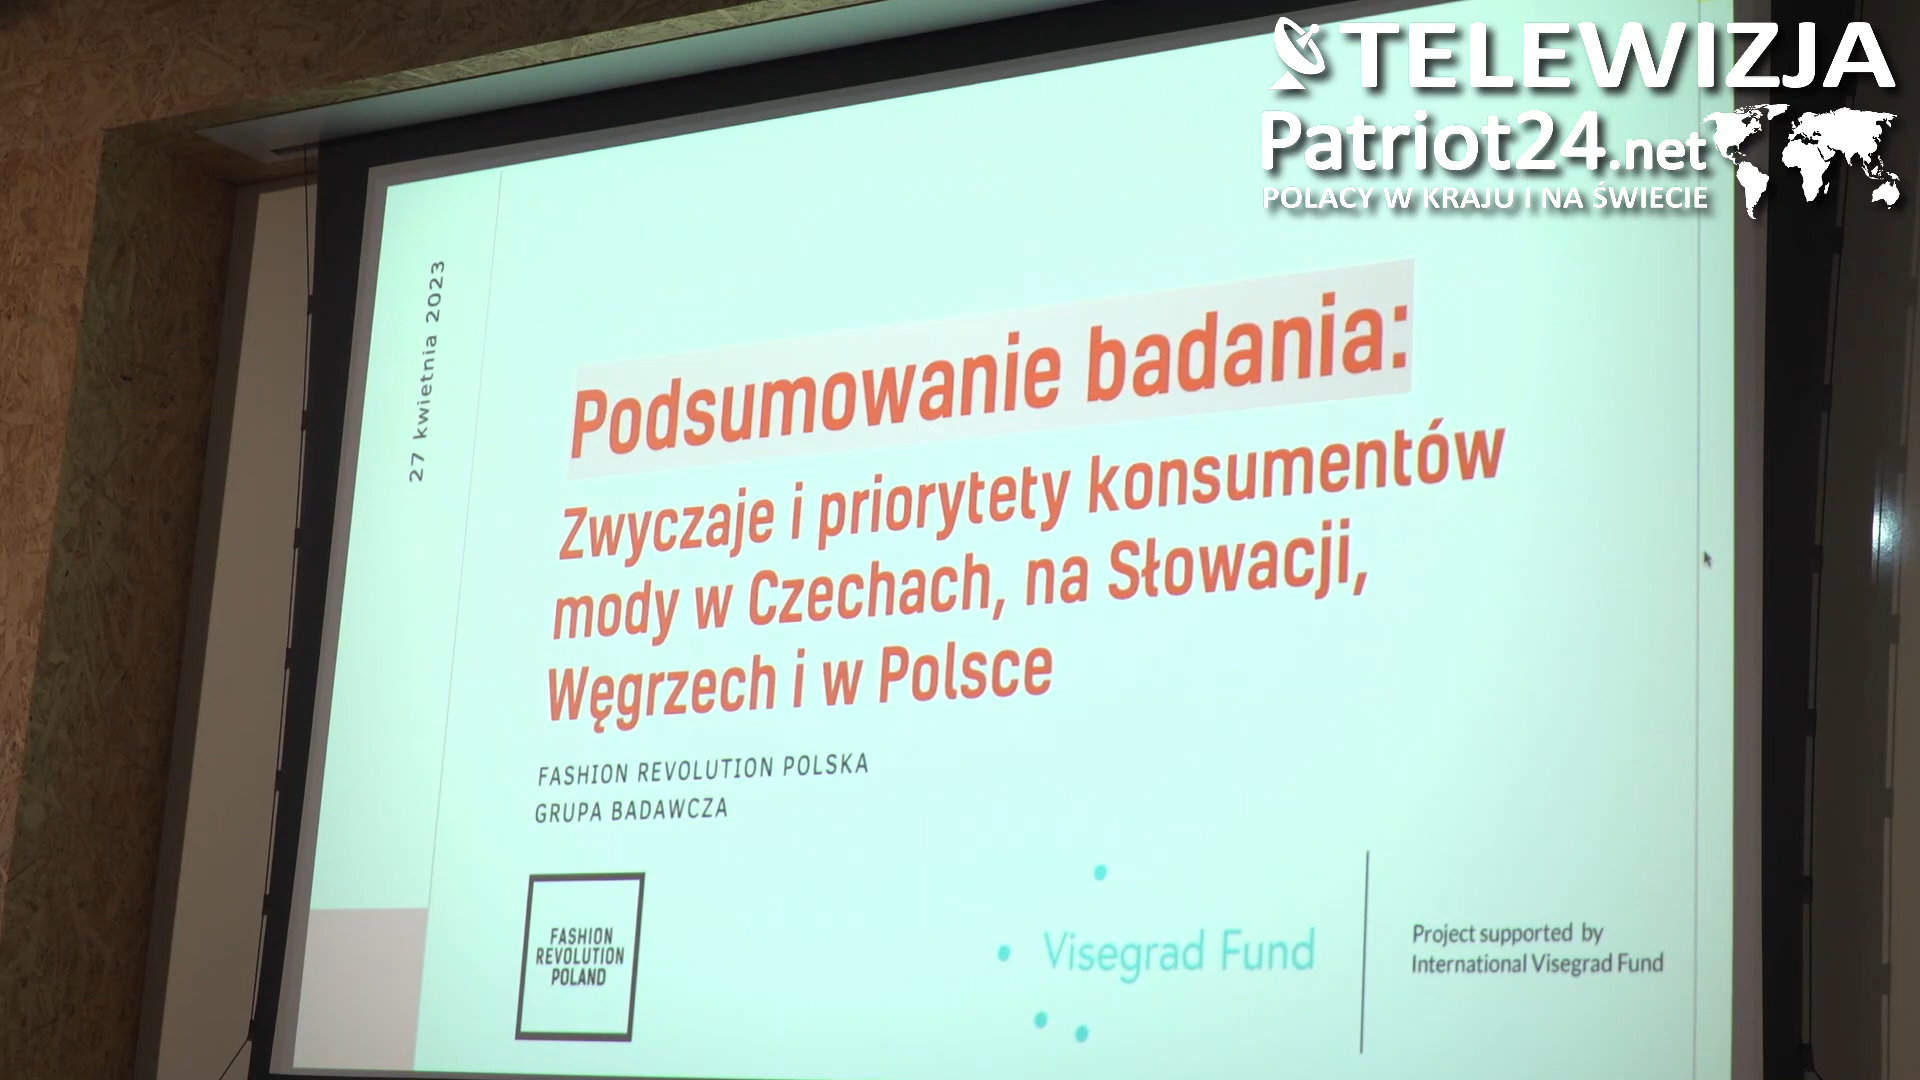 TELEWIZJA
Patriot24.net
POLACY W KRAJU I NA ŚWIECIE
27 kwietnia 2023
Podsumowanie badania:
Zwyczaje i priorytety konsumentów
mody w Czechach, na Słowacji,
Węgrzech i w Polsce
FASHION REVOLUTION POLSKA
GRUPA BADAWCZA
FASHION
REVOLUTION
POLAND
Visegrad Fund
Project supported by
International Visegrad Fund